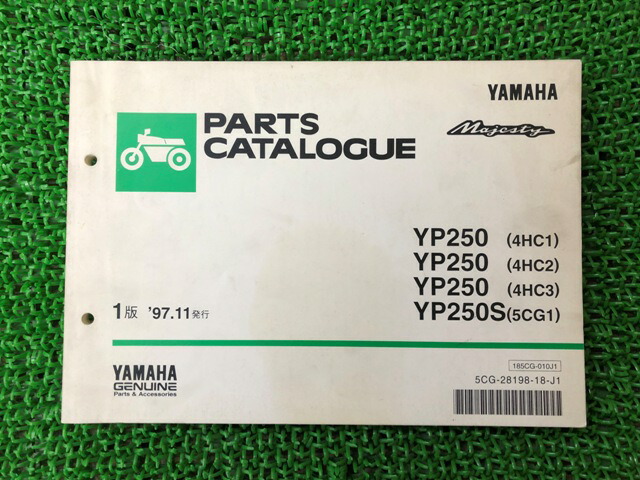 YAMAHA
Majesty
PARTS
CATALOGUE
YP250 (4HC1)
YP250 (4HC2)
YP250 (4HC3)
YP250S(5CG1)
1版 '97.11発行
YAMAHA
GENUINE
Parts & Accessories
185CG-010J1
5CG-28198-18-J1